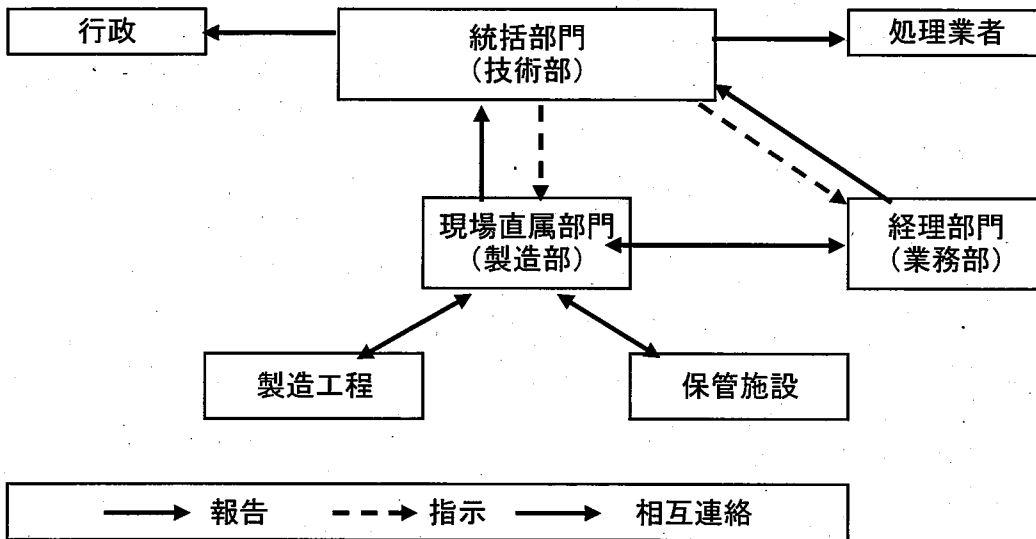 行政
統括部門
（技術部）
処理業者
現場直属部門
（製造部）
経理部門
（業務部）
製造工程
保管施設
報告
指示
相互連絡